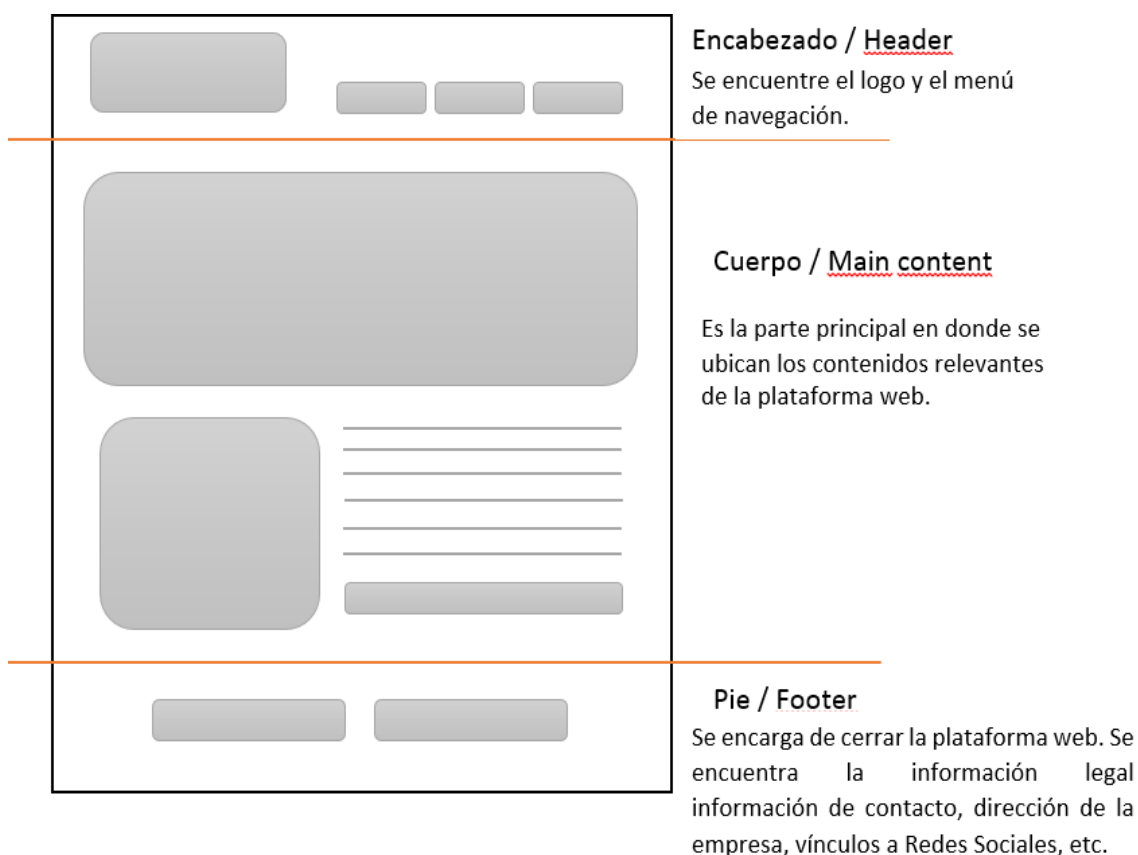 Encabezado / Header
Se encuentre el logo y el menú
de navegación.
Cuerpo / Main content
Es la parte principal en donde se
ubican los contenidos relevantes
de la plataforma web.
Pie / Footer
Se encarga de cerrar la plataforma web. Se
encuentra la información legal
información de contacto, dirección de la
empresa, vínculos a Redes Sociales, etc.